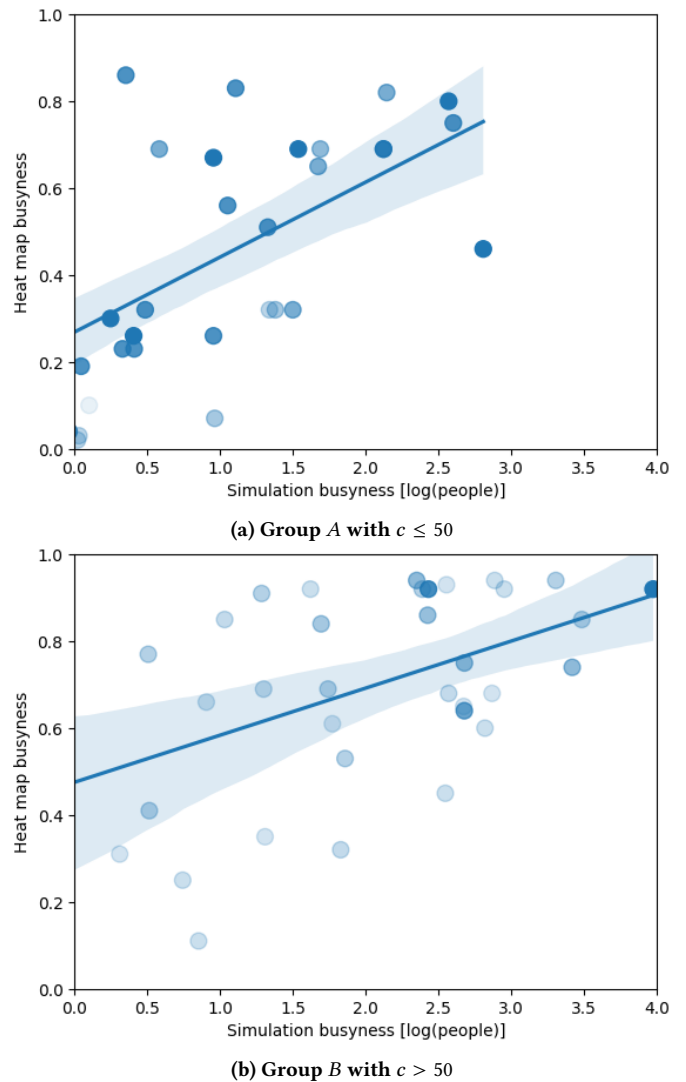 1.0
0.8
0.6
0.4
0.2
0.0
Heat map busyness
0.0 0.5 1.0 1.5 2.0 2.5 3.0 3.5 4.0
Simulation busyness [log(people)]
(a) Group A with c ≤ 50
1.0
0.8
0.6
0.4
0.2
0.0
Heat map busyness
0.0 0.5 1.0 1.5 2.0 2.5 3.0 3.5 4.0
Simulation busyness [log(people)]
(b) Group B with c > 50